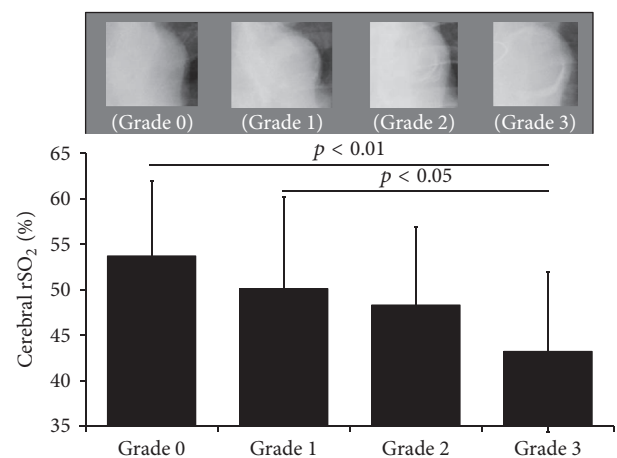 (Grade 0) (Grade 1) (Grade 2) (Grade 3)
65
60
55
50
45
40
35
Cerebral rSO₂ (%)
p < 0.01
p < 0.05
Grade 0 Grade 1 Grade 2 Grade 3